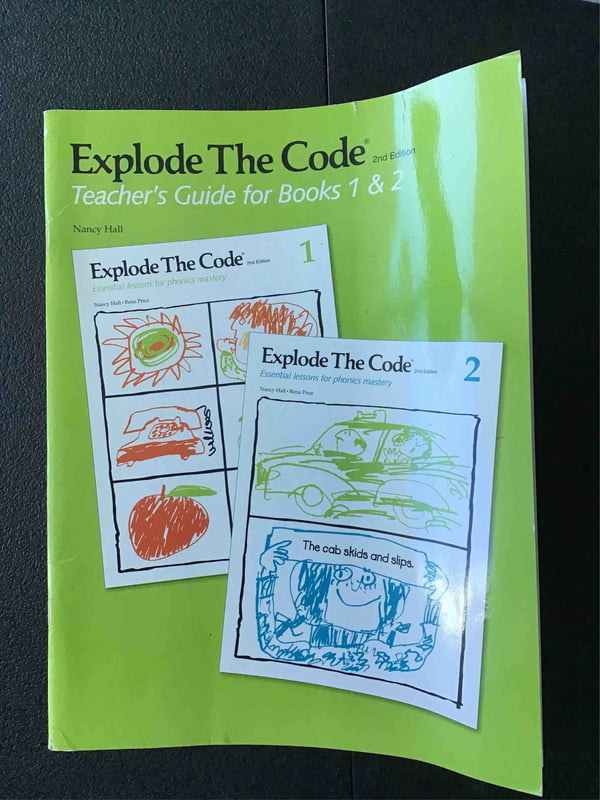 Explode The Code® 2nd Edition
Teacher's Guide for Books 1 & 2
Nancy Hall
Explode The Code® 2nd Edition 1
Essential lessons for phonics mastery
Nancy Hall • Rena Price
Explode The Code® 2nd Edition 2
Essential lessons for phonics mastery
Nancy Hall • Rena Price
The cab skids and slips.